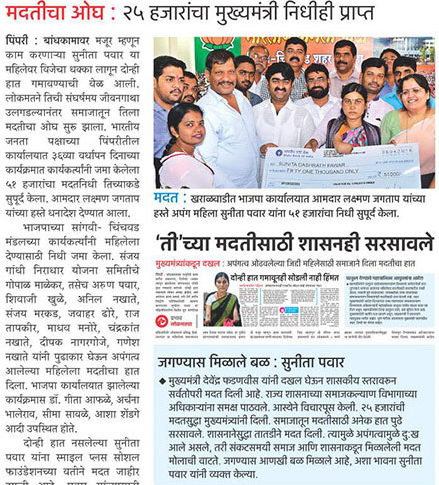 मदतीचा ओघ : २५ हजारांचा मुख्यमंत्री निधीही प्राप्त
पिंपरी : बांधकामावर मजूर म्हणून
काम करणाऱ्या सुनीता पवार या
महिलेवर विजेचा धक्का लागून दोन्ही
हात गमावण्याची वेळ आली.
लोकमतने तिची संघर्षमय जीवनगाथा
उलगडल्यानंतर समाजातून तिला
मदतीचा ओघ सुरू झाला. भारतीय
जनता पक्षाच्या पिंपरीतील
कार्यालयात ३६व्या वर्धापन दिनाच्या
कार्यक्रमात कार्यकर्त्यांनी जमा केलेला
५१ हजारांचा मदतनिधी तिच्याकडे
सुपूर्द केला. आमदार लक्ष्मण जगताप
यांच्या हस्ते धनादेश देण्यात आला.
भाजपाच्या सांगवी- चिंचवड
मंडलच्या कार्यकर्त्यांनी महिलेला
देण्यासाठी निधी जमा केला. संजय
गांधी निराधार योजना समितीचे
गोपाळ माळेकर, तसेच अरुण पवार,
शिवाजी खुळे, अनिल नखाते,
संजय मरकड, जवाहर ढोरे, राज
तापकीर, माधव मनोरे, चंद्रकांत
नखाते, दीपक नागरगोजे, गणेश
नखाते यांनी पुढाकार घेऊन अपंगत्व
आलेल्या महिलेला मदतीचा हात
दिला. भाजपा कार्यालयात झालेल्या
कार्यक्रमास डॉ. गीता आफळे, अर्चना
भालेराव, सीमा सावळे, आशा शेंडगे
आदी उपस्थित होते.
दोन्ही हात नसलेल्या सुनीता
पवार यांना स्माइल प्लस सोशल
फाउंडेशनच्या वतीने मदत जाहीर
SUNITA DASHRATH PAWAR
FIFTY ONE THOUSAND ONLY
51000/-
मदत : खराळवाडीत भाजपा कार्यालयात आमदार लक्ष्मण जगताप यांच्या
हस्ते अपंग महिला सुनीता पवार यांना ५१ हजारांचा निधी सुपूर्द केला.
'ती'च्या मदतीसाठी शासनही सरसावले
मुख्यमंत्र्यांकडून दखल : अपंगत्व ओढवलेल्या जिद्दी महिलेसाठी समाजाने दिला मदतीचा हात
दोन्ही हात गमावूनही सोडली नाही हिंमत
जगण्यास मिळाले बळ : सुनीता पवार
◆ मुख्यमंत्री देवेंद्र फडणवीस यांनी दखल घेऊन शासकीय स्तरावरून
सर्वतोपरी मदत दिली आहे. राज्य शासनाच्या समाजकल्याण विभागाच्या
अधिकाऱ्यांना समक्ष पाठवले. आस्थेने विचारपूस केली. २५ हजारांची
मदतसुद्धा मुख्यमंत्र्यांनी दिली. समाजातून मदतीसाठी अनेक हात पुढे
सरसावले. शासनानेसुद्धा तातडीने मदत दिली. त्यामुळे अपंगत्वामुळे दु:ख
आले असले, तरी संकटसमयी समाज आणि शासनाकडून मिळालेली मदत
मोलाची वाटते. जगण्यास आणखी बळ मिळाले आहे, अशा भावना सुनीता
पवार यांनी व्यक्त केल्या.